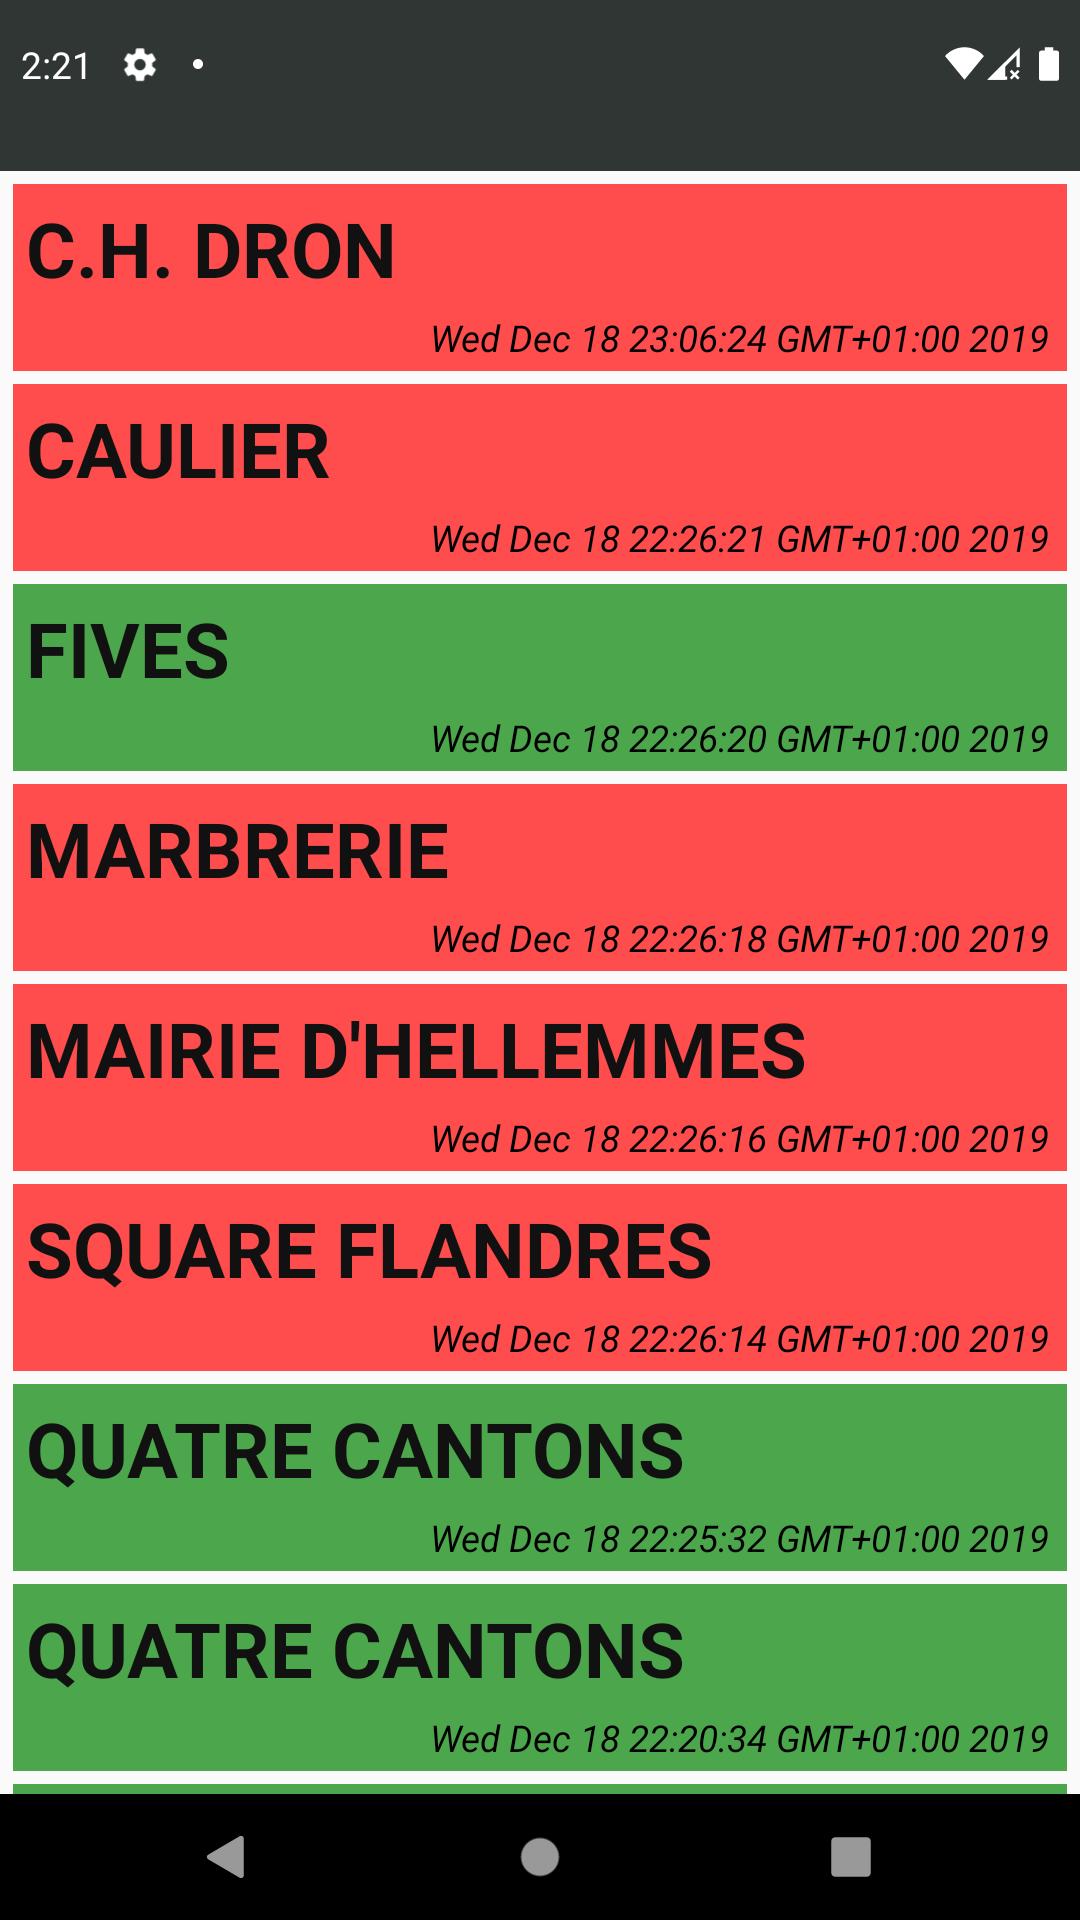 2:21
C.H. DRON
Wed Dec 18 23:06:24 GMT+01:00 2019
CAULIER
Wed Dec 18 22:26:21 GMT+01:00 2019
FIVES
Wed Dec 18 22:26:20 GMT+01:00 2019
MARBRERIE
Wed Dec 18 22:26:18 GMT+01:00 2019
MAIRIE D'HELLEMMES
Wed Dec 18 22:26:16 GMT+01:00 2019
SQUARE FLANDRES
Wed Dec 18 22:26:14 GMT+01:00 2019
QUATRE CANTONS
Wed Dec 18 22:25:32 GMT+01:00 2019
QUATRE CANTONS
Wed Dec 18 22:20:34 GMT+01:00 2019